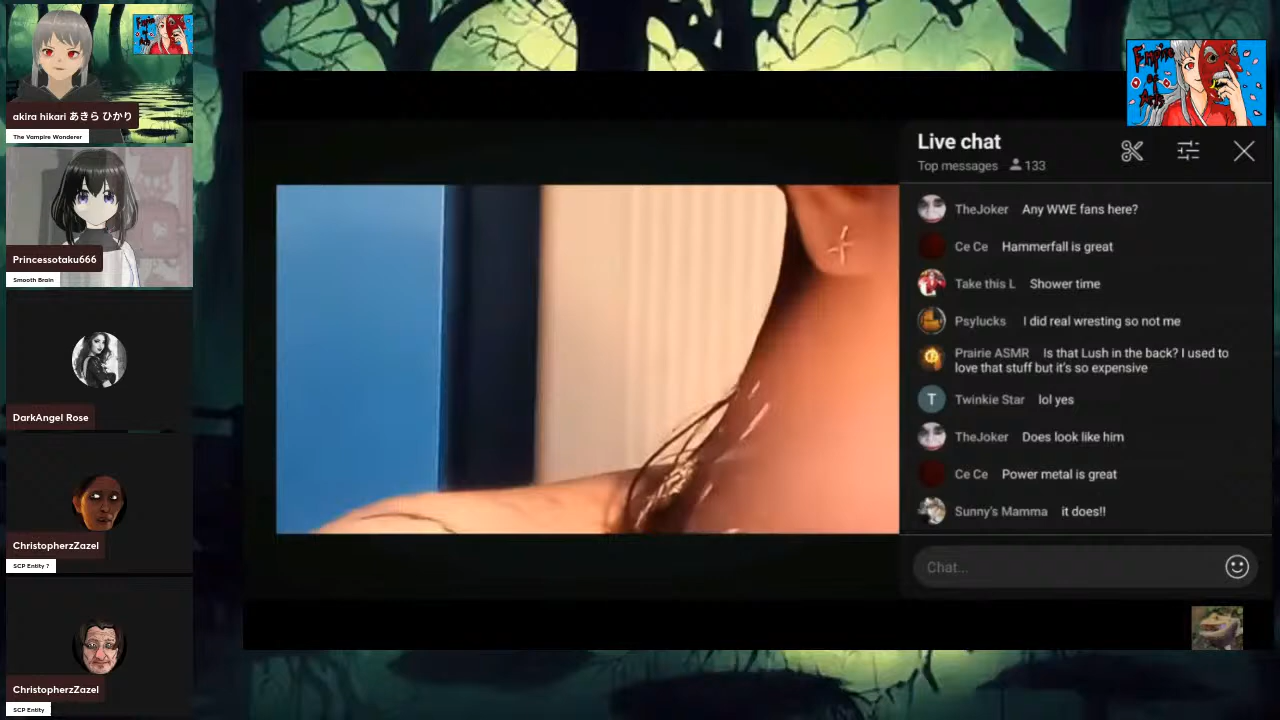 akira hikari あきら ひかり
The Vampire Wonderer
Princessotaku666
Smooth Brain
DarkAngel Rose
ChristopherzZazel
SCP Entity ?
ChristopherzZazel
SCP Entity
Empire
of
Arts
Live chat
Top messages 133
TheJoker Any WWE fans here?
Ce Ce Hammerfall is great
Take this L Shower time
Psylucks I did real wresting so not me
Prairie ASMR Is that Lush in the back? I used to
love that stuff but it's so expensive
T Twinkie Star lol yes
TheJoker Does look like him
Ce Ce Power metal is great
Sunny's Mamma it does!!
Chat...